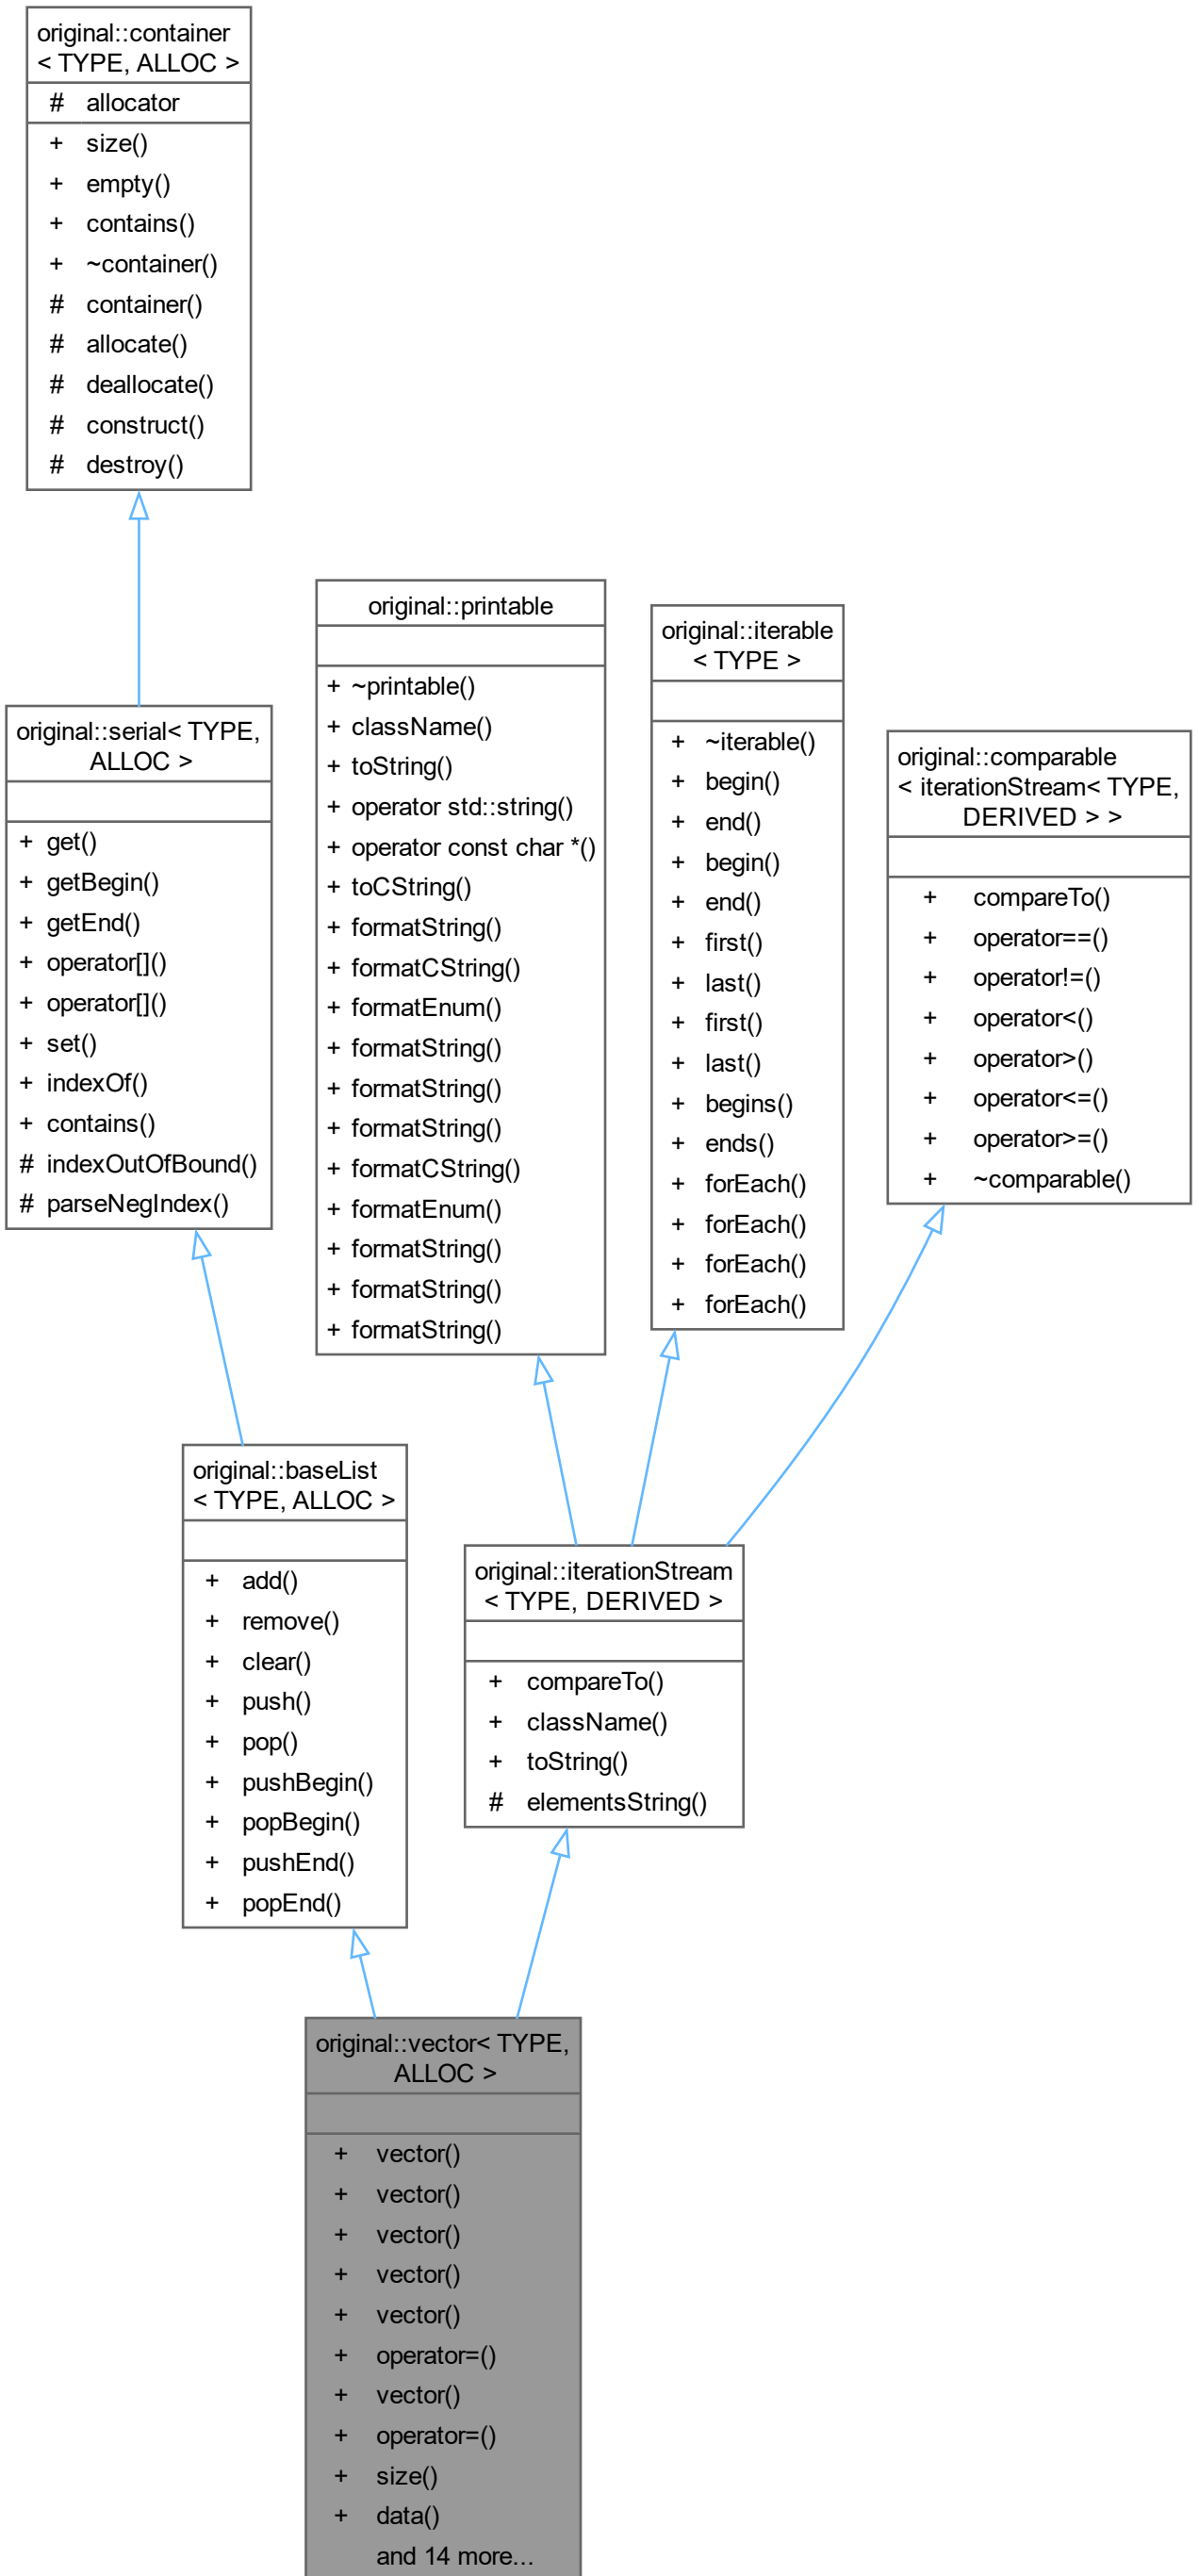 original::container
< TYPE, ALLOC >
# allocator
+ size()
+ empty()
+ contains()
+ ~container()
# container()
# allocate()
# deallocate()
# construct()
# destroy()
original::serial< TYPE,
ALLOC >
+ get()
+ getBegin()
+ getEnd()
+ operator[]()
+ operator[]()
+ set()
+ indexOf()
+ contains()
# indexOutOfBound()
# parseNegIndex()
original::printable
+ ~printable()
+ className()
+ toString()
+ operator std::string()
+ operator const char *()
+ toCString()
+ formatString()
+ formatCString()
+ formatEnum()
+ formatString()
+ formatString()
+ formatString()
+ formatCString()
+ formatEnum()
+ formatString()
+ formatString()
+ formatString()
original::iterable
< TYPE >
+ ~iterable()
+ begin()
+ end()
+ begin()
+ end()
+ first()
+ last()
+ first()
+ last()
+ begins()
+ ends()
+ forEach()
+ forEach()
+ forEach()
+ forEach()
original::comparable
< iterationStream< TYPE,
DERIVED > >
+ compareTo()
+ operator==()
+ operator!=()
+ operator<()
+ operator>()
+ operator<=()
+ operator>=()
+ ~comparable()
original::baseList
< TYPE, ALLOC >
+ add()
+ remove()
+ clear()
+ push()
+ pop()
+ pushBegin()
+ popBegin()
+ pushEnd()
+ popEnd()
original::iterationStream
< TYPE, DERIVED >
+ compareTo()
+ className()
+ toString()
# elementsString()
original::vector< TYPE,
ALLOC >
+ vector()
+ vector()
+ vector()
+ vector()
+ vector()
+ operator=()
+ vector()
+ operator=()
+ size()
+ data()
and 14 more...